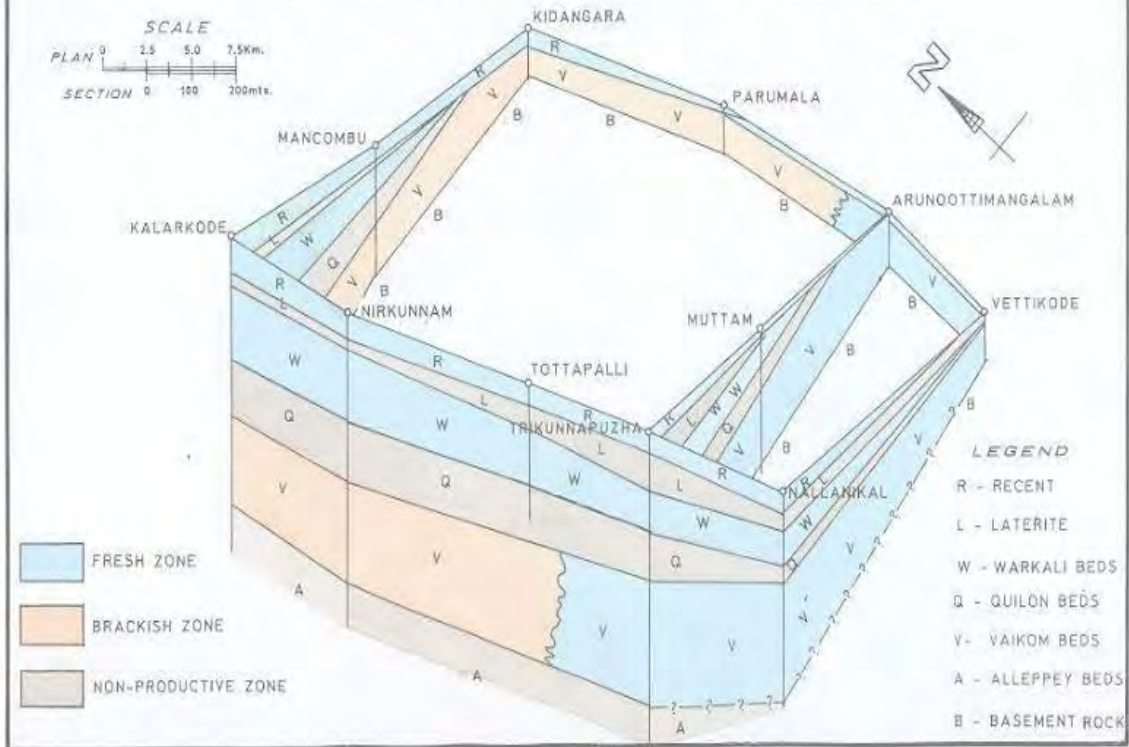 SCALE
PLAN 0 2.5 5.0 7.5Km.
SECTION 0 100 200mts.
KIDANGARA
N
R R
V V
B B
PARUMALA
V
V
B
MANCOMBU
V
B
ARUNOOTTIMANGALAM
KALARKODE
R
L W
Q
V
B
R
L
NIRKUNNAM
V
B
VETTIKODE
MUTTAM
V B
R
TOTTAPALLI
W
L
R
TRIKUNNAPUZHA
L
R L W W
Q
V
B
R
NALLANIKAL
R L
W
Q
V
? B
Q
W
Q
W
L
W
Q
V
V
V
V
V
A
A
? ? ? ?
A
FRESH ZONE
BRACKISH ZONE
NON-PRODUCTIVE ZONE
LEGEND
R - RECENT
L - LATERITE
W - WARKALI BEDS
Q - QUILON BEDS
V- VAIKOM BEDS
A - ALLEPPEY BEDS
B - BASEMENT ROCK